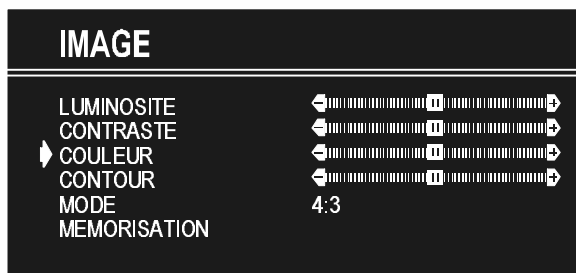 IMAGE
LUMINOSITE
CONTRASTE
COULEUR
CONTOUR
MODE 4:3
MEMORISATION